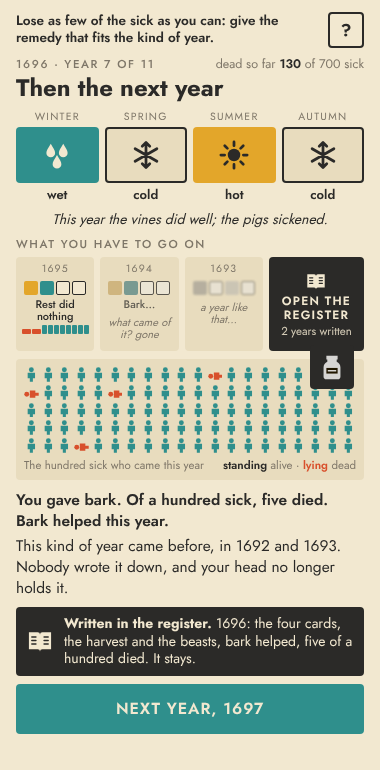 Lose as few of the sick as you can: give the
remedy that fits the kind of year.
?
1696 · YEAR 7 OF 11
dead so far 130 of 700 sick
Then the next year
WINTER SPRING SUMMER AUTUMN
wet cold hot cold
This year the vines did well; the pigs sickened.
WHAT YOU HAVE TO GO ON
1695
Rest did
nothing
1694
Bark...
what came of
it? gone
1693
a year like
that...
OPEN THE
REGISTER
2 years written
The hundred sick who came this year
standing alive · lying dead
You gave bark. Of a hundred sick, five died.
Bark helped this year.
This kind of year came before, in 1692 and 1693.
Nobody wrote it down, and your head no longer
holds it.
Written in the register. 1696: the four cards,
the harvest and the beasts, bark helped, five of a
hundred died. It stays.
NEXT YEAR, 1697